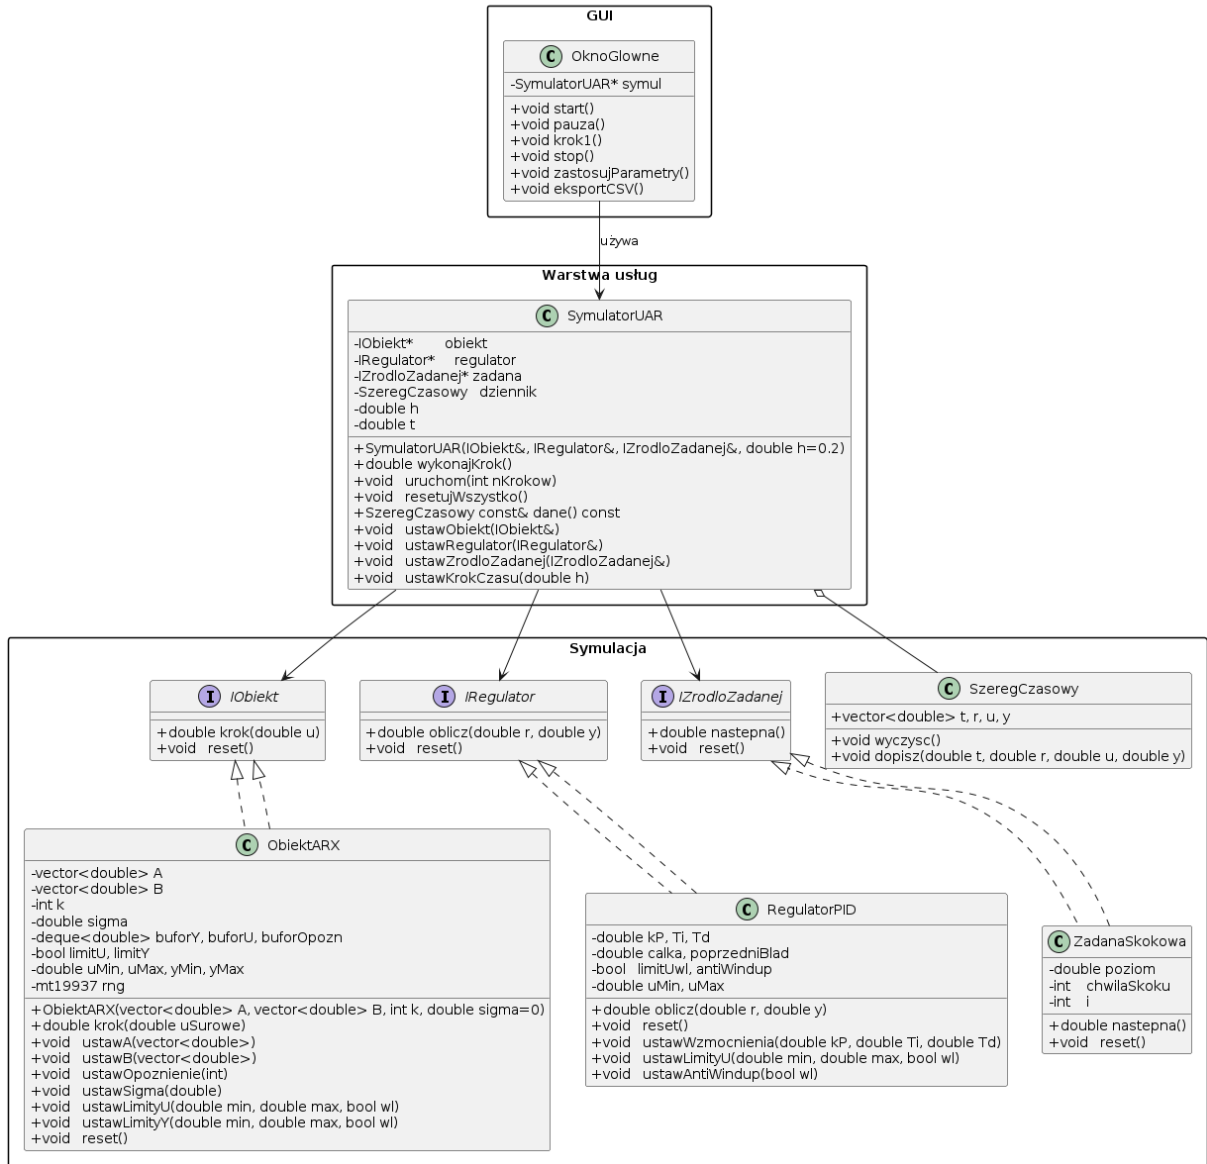 GUI
C OknoGlowne
-SymulatorUAR* symul
+void start()
+void pauza()
+void krok1()
+void stop()
+void zastosujParametry()
+void eksportCSV()
używa
Warstwa usług
C SymulatorUAR
-IObiekt* obiekt
-IRegulator* regulator
-IZrodloZadanej* zadana
-SzeregCzasowy dziennik
-double h
-double t
+SymulatorUAR(IObiekt&, IRegulator&, IZrodloZadanej&, double h=0.2)
+double wykonajKrok()
+void uruchom(int nKrokow)
+void resetujWszystko()
+SzeregCzasowy const& dane() const
+void ustawObiekt(IObiekt&)
+void ustawRegulator(IRegulator&)
+void ustawZrodloZadanej(IZrodloZadanej&)
+void ustawKrokCzasu(double h)
Symulacja
I IObiekt
+double krok(double u)
+void reset()
I IRegulator
+double oblicz(double r, double y)
+void reset()
I IZrodloZadanej
+double nastepna()
+void reset()
C SzeregCzasowy
+vector<double> t, r, u, y
+void wyczysc()
+void dopisz(double t, double r, double u, double y)
C ObiektARX
-vector<double> A
-vector<double> B
-int k
-double sigma
-deque<double> buforY, buforU, buforOpozn
-bool limitU, limitY
-double uMin, uMax, yMin, yMax
-mt19937 rng
+ObiektARX(vector<double> A, vector<double> B, int k, double sigma=0)
+double krok(double uSurowe)
+void ustawA(vector<double>)
+void ustawB(vector<double>)
+void ustawOpoznienie(int)
+void ustawSigma(double)
+void ustawLimityU(double min, double max, bool wl)
+void ustawLimityY(double min, double max, bool wl)
+void reset()
C RegulatorPID
-double kP, Ti, Td
-double calka, poprzedniBlad
-bool limitUwl, antiWindup
-double uMin, uMax
+double oblicz(double r, double y)
+void reset()
+void ustawWzmocnienia(double kP, double Ti, double Td)
+void ustawLimityU(double min, double max, bool wl)
+void ustawAntiWindup(bool wl)
C ZadanaSkokowa
-double poziom
-int chwilaSkoku
-int i
+double nastepna()
+void reset()